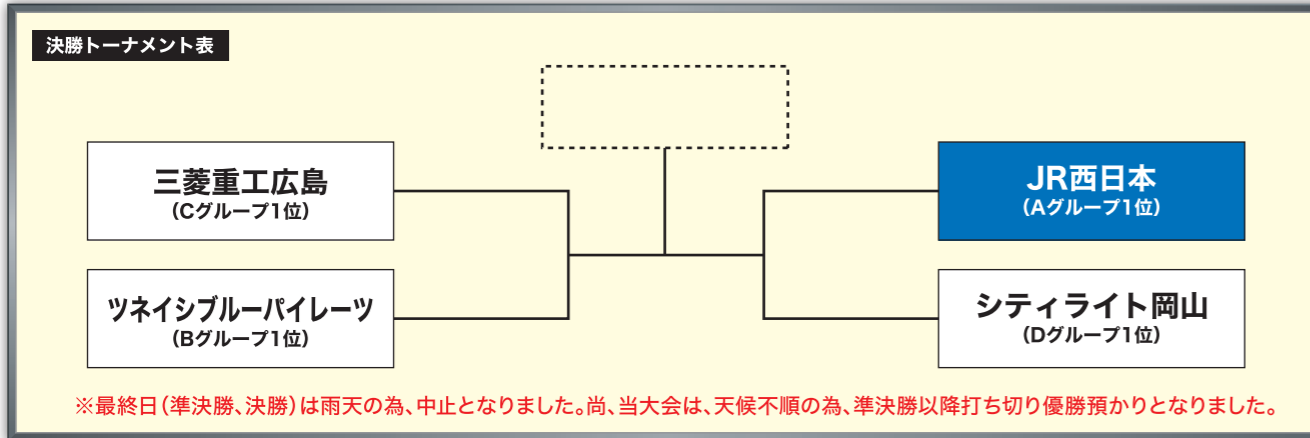 決勝トーナメント表
三菱重工広島
（Cグループ1位）
JR西日本
（Aグループ1位）
ツネイシブルーパイレーツ
（Bグループ1位）
シティライト岡山
（Dグループ1位）
※最終日（準決勝、決勝）は雨天の為、中止となりました。尚、当大会は、天候不順の為、準決勝以降打ち切り優勝預かりとなりました。